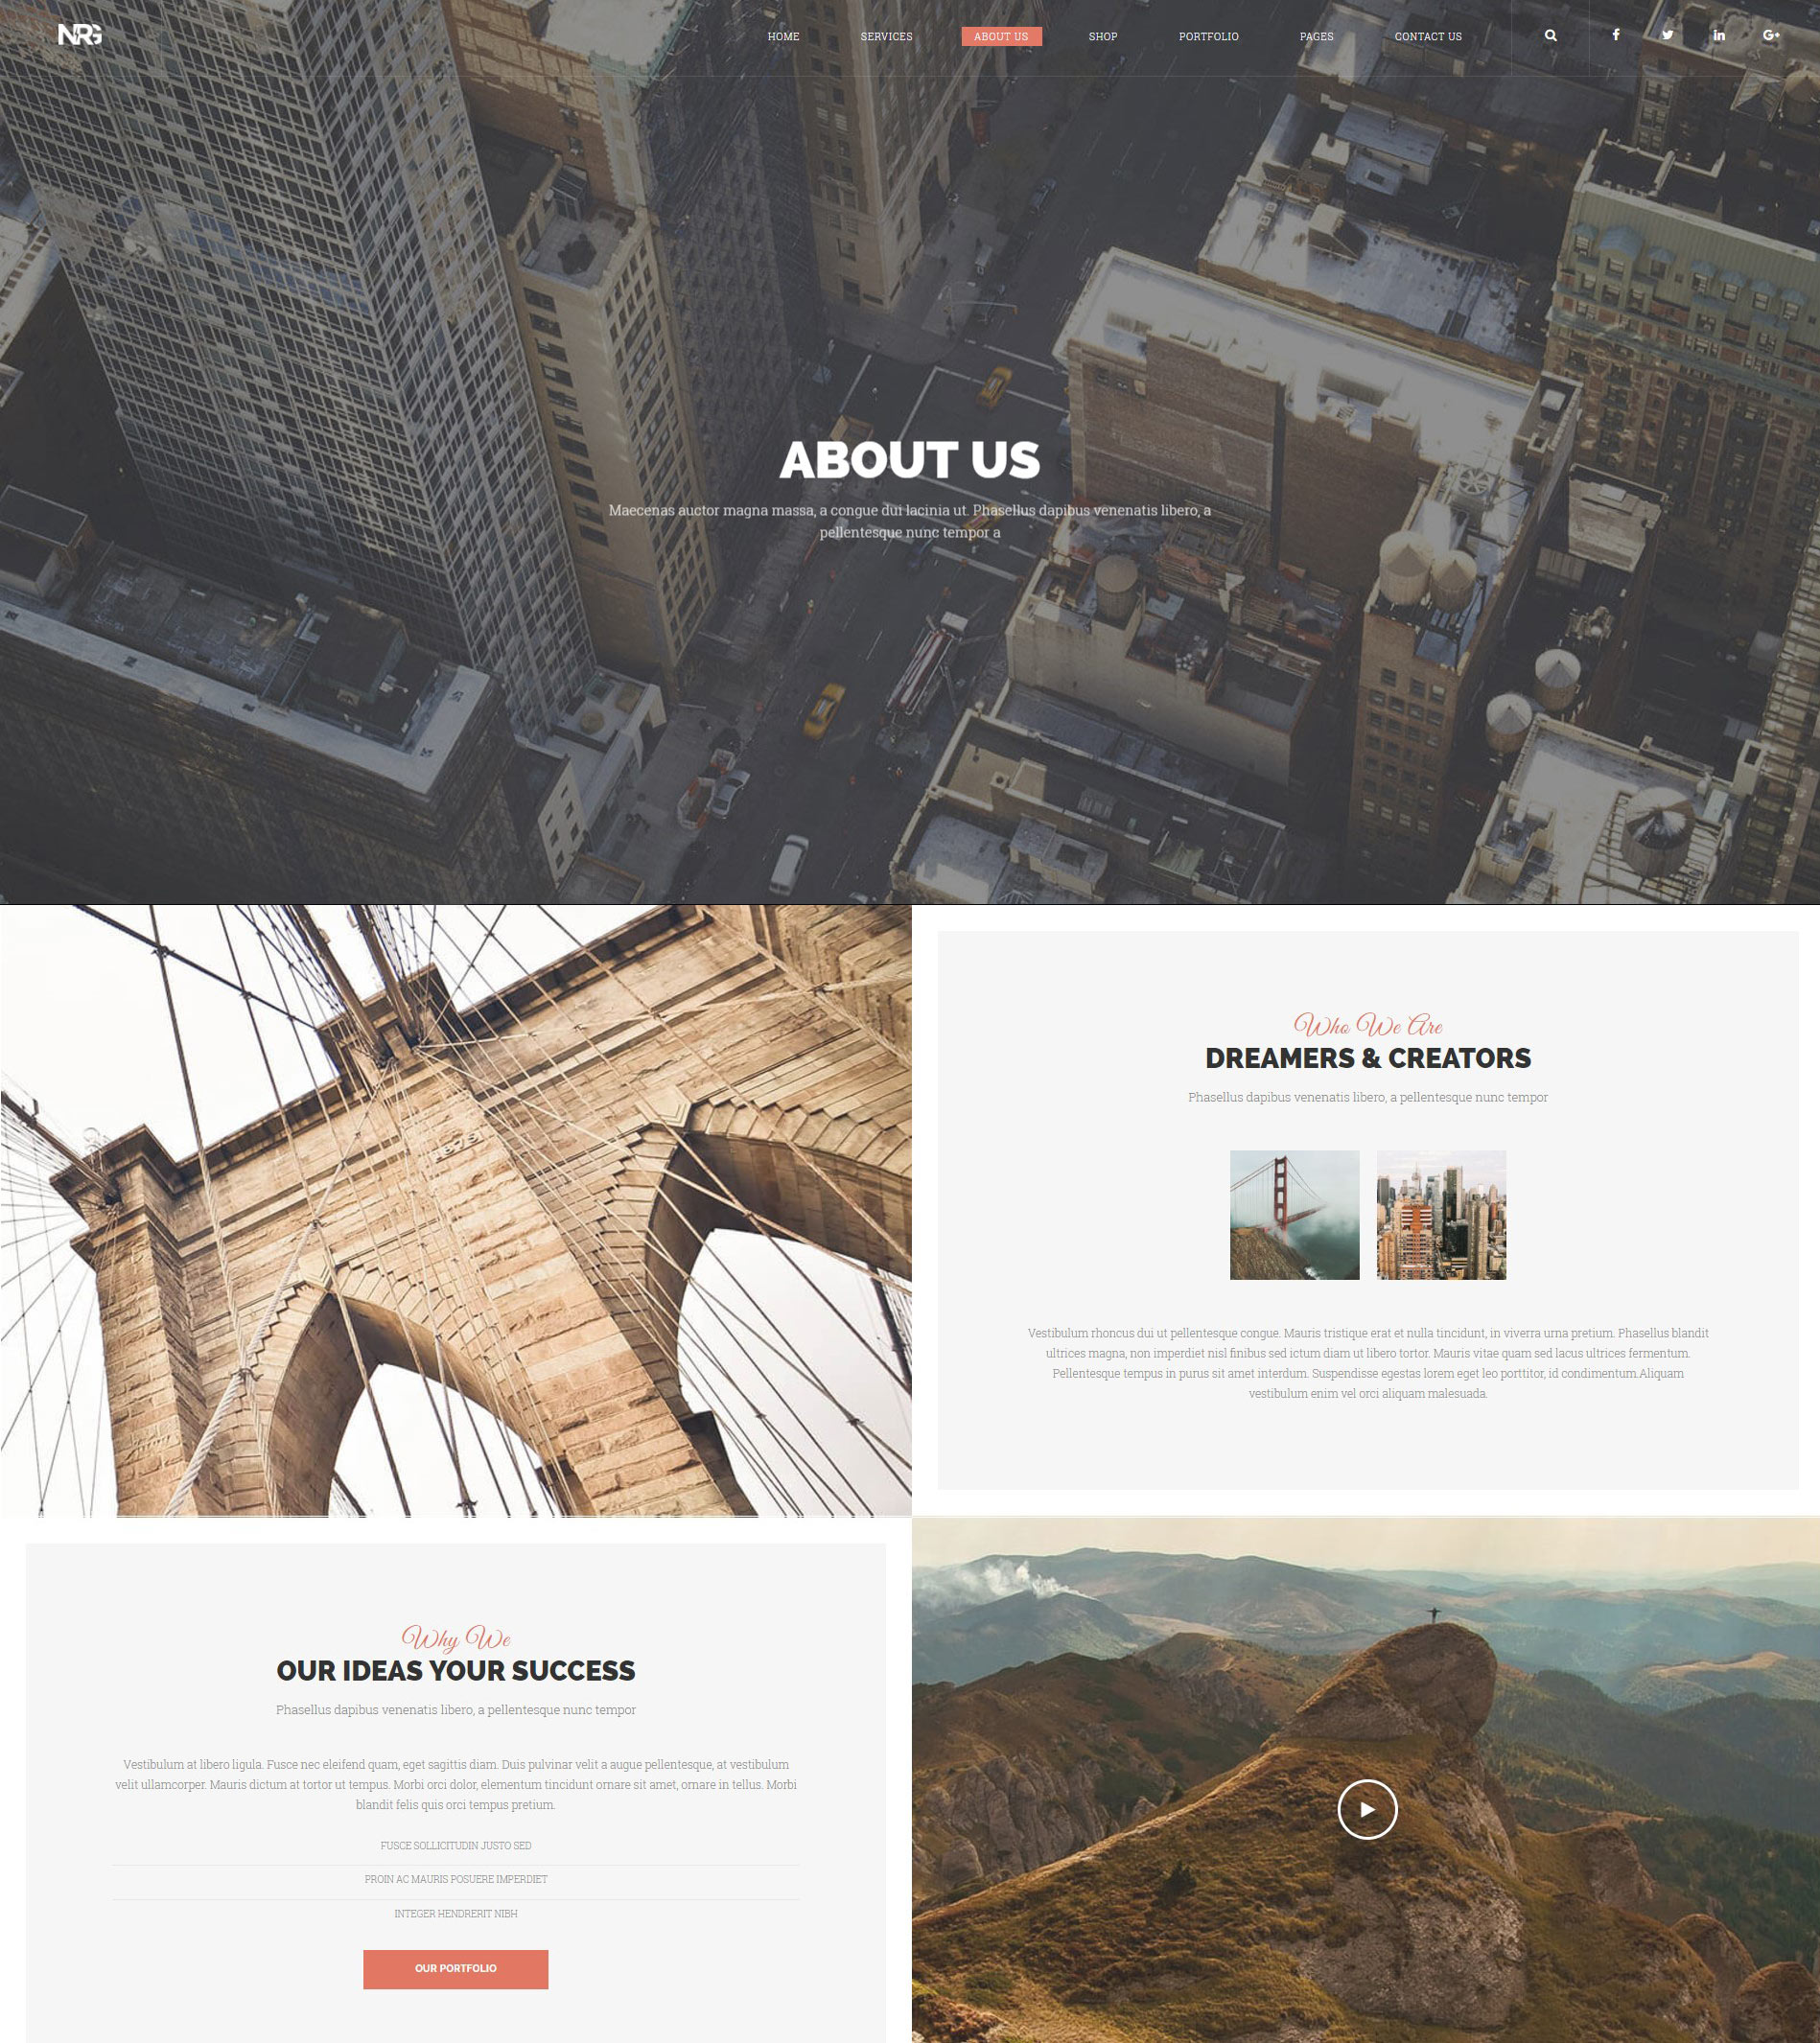 NRG
HOME SERVICES ABOUT US SHOP PORTFOLIO PAGES CONTACT US
ABOUT US
Maecenas auctor magna massa, a congue dui lacinia ut. Phasellus dapibus venenatis libero, a
pellentesque nunc tempor a
Who We Are
DREAMERS & CREATORS
Phasellus dapibus venenatis libero, a pellentesque nunc tempor
Vestibulum rhoncus dui ut pellentesque congue. Mauris tristique erat et nulla tincidunt, in viverra urna pretium. Phasellus blandit
ultrices magna, non imperdiet nisl finibus sed ictum diam ut libero tortor. Mauris vitae quam sed lacus ultrices fermentum.
Pellentesque tempus in purus sit amet interdum. Suspendisse egestas lorem eget leo porttitor, id condimentum.Aliquam
vestibulum enim vel orci aliquam malesuada.
Why We
OUR IDEAS YOUR SUCCESS
Phasellus dapibus venenatis libero, a pellentesque nunc tempor
Vestibulum at libero ligula. Fusce nec eleifend quam, eget sagittis diam. Duis pulvinar velit a augue pellentesque, at vestibulum
velit ullamcorper. Mauris dictum at tortor ut tempus. Morbi orci dolor, elementum tincidunt ornare sit amet, ornare in tellus. Morbi
blandit felis quis orci tempus pretium.
FUSCE SOLLICITUDIN JUSTO SED
PROIN AC MAURIS POSUERE IMPERDIET
INTEGER HENDRERIT NIBH
OUR PORTFOLIO